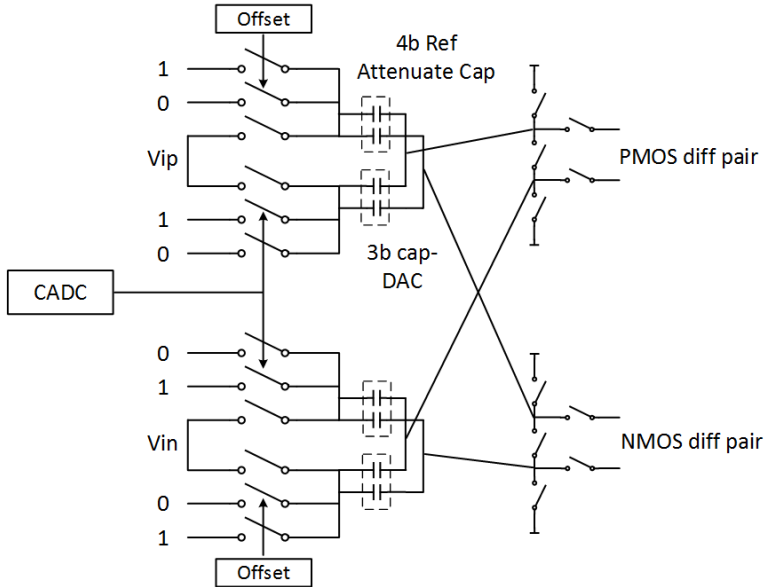 Offset
4b Ref
Attenuate Cap
1
0
Vip
PMOS diff pair
1
0
3b cap-
DAC
CADC
0
1
Vin
NMOS diff pair
0
1
Offset